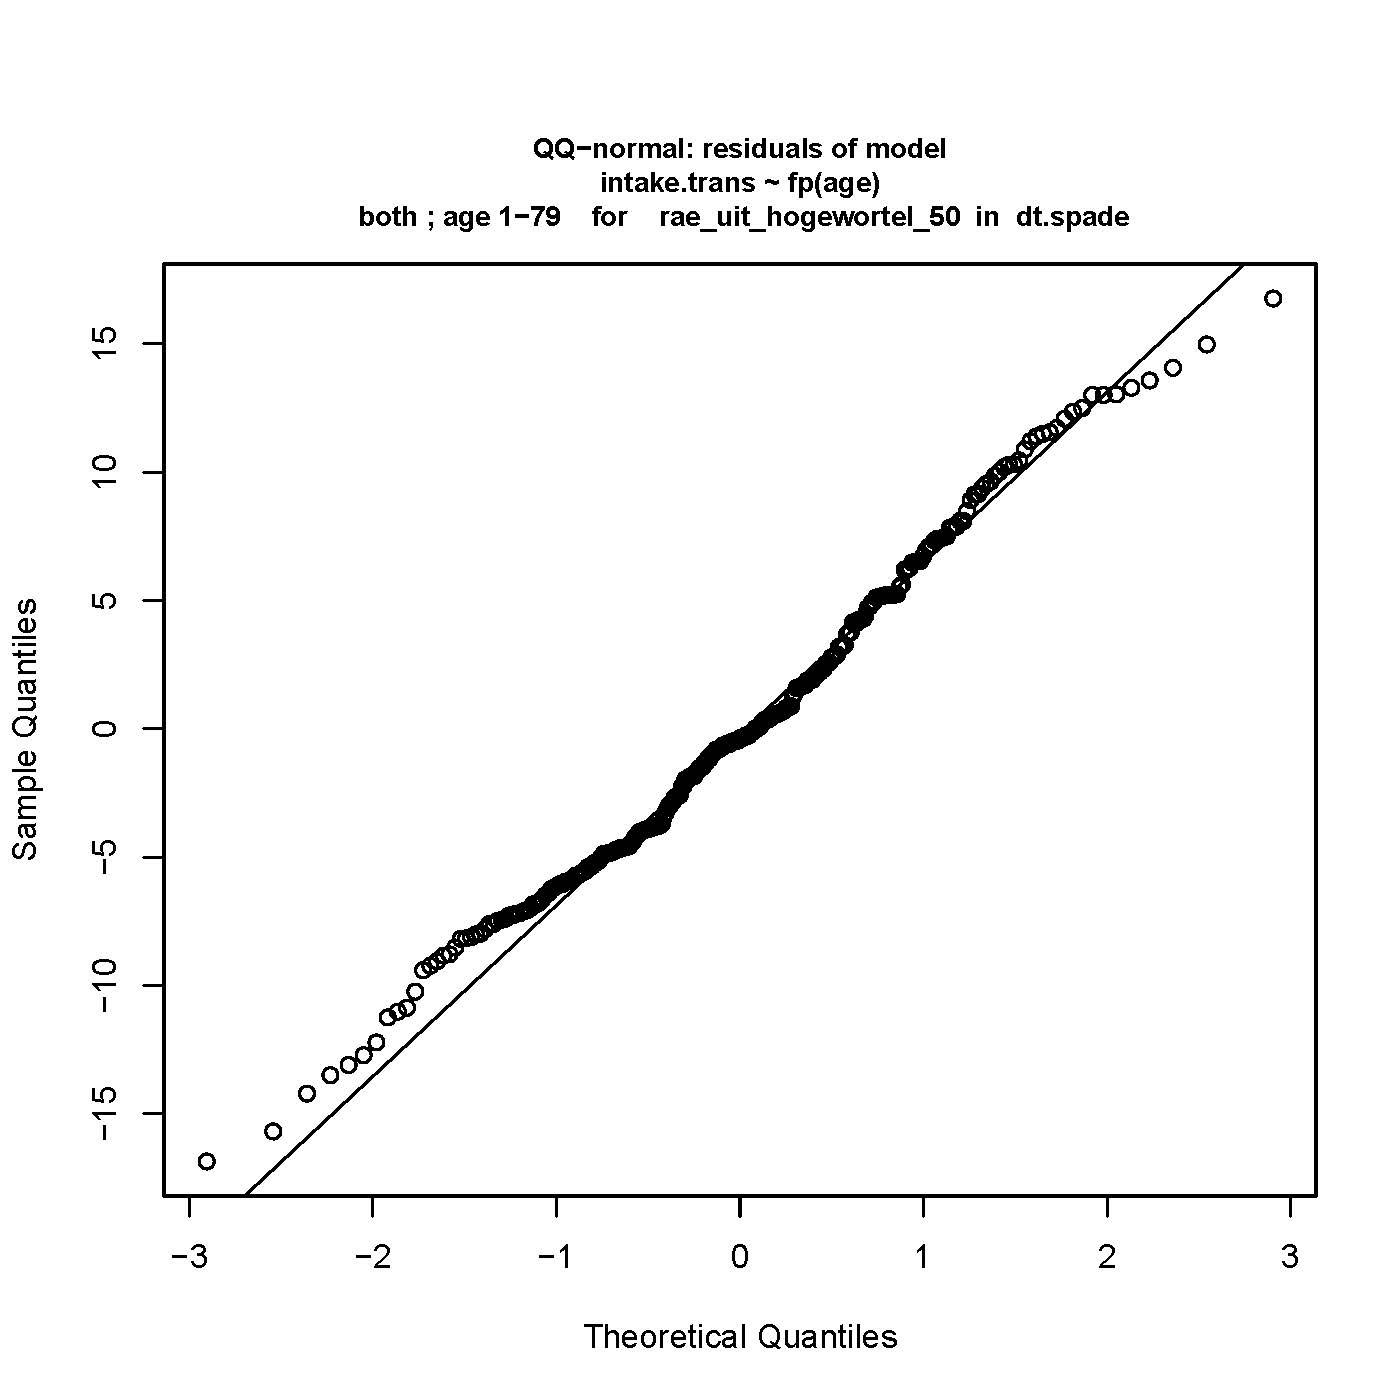 QQ−normal: residuals of model
intake.trans ~ fp(age)
both ; age 1−79 for rae_uit_hogewortel_50 in dt.spade
15
10
5
0
−5
−10
−15
Sample Quantiles
−3 −2 −1 0 1 2 3
Theoretical Quantiles